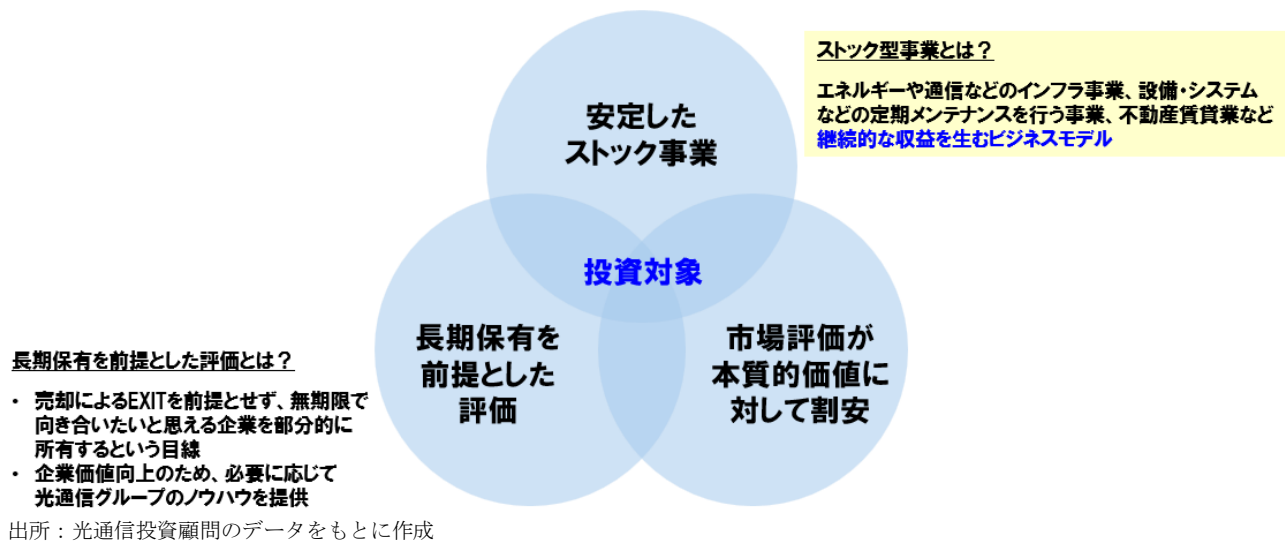 ストック型事業とは？
エネルギーや通信などのインフラ事業、設備・システム
などの定期メンテナンスを行う事業、不動産賃貸業など
継続的な収益を生むビジネスモデル
安定した
ストック事業
投資対象
長期保有を
前提とした
評価
市場評価が
本質的価値に
対して割安
長期保有を前提とした評価とは？
・ 売却によるEXITを前提とせず、無期限で
向き合いたいと思える企業を部分的に
所有するという目線
・ 企業価値向上のため、必要に応じて
光通信グループのノウハウを提供
出所：光通信投資顧問のデータをもとに作成